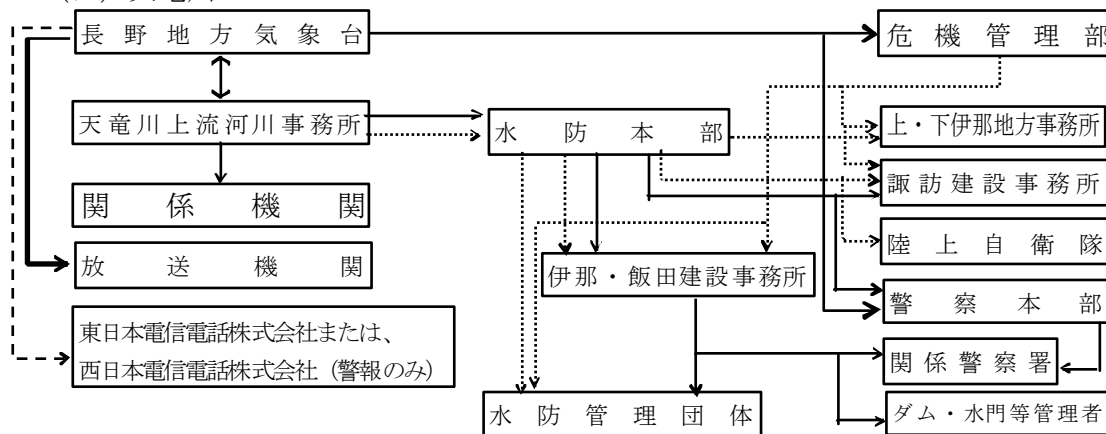 長野地方気象台
危機管理部
天竜川上流河川事務所
水防本部
上・下伊那地方事務所
関係機関
諏訪建設事務所
放送機関
陸上自衛隊
伊那・飯田建設事務所
警察本部
東日本電信電話株式会社または、
西日本電信電話株式会社（警報のみ）
関係警察署
水防管理団体
ダム・水門等管理者